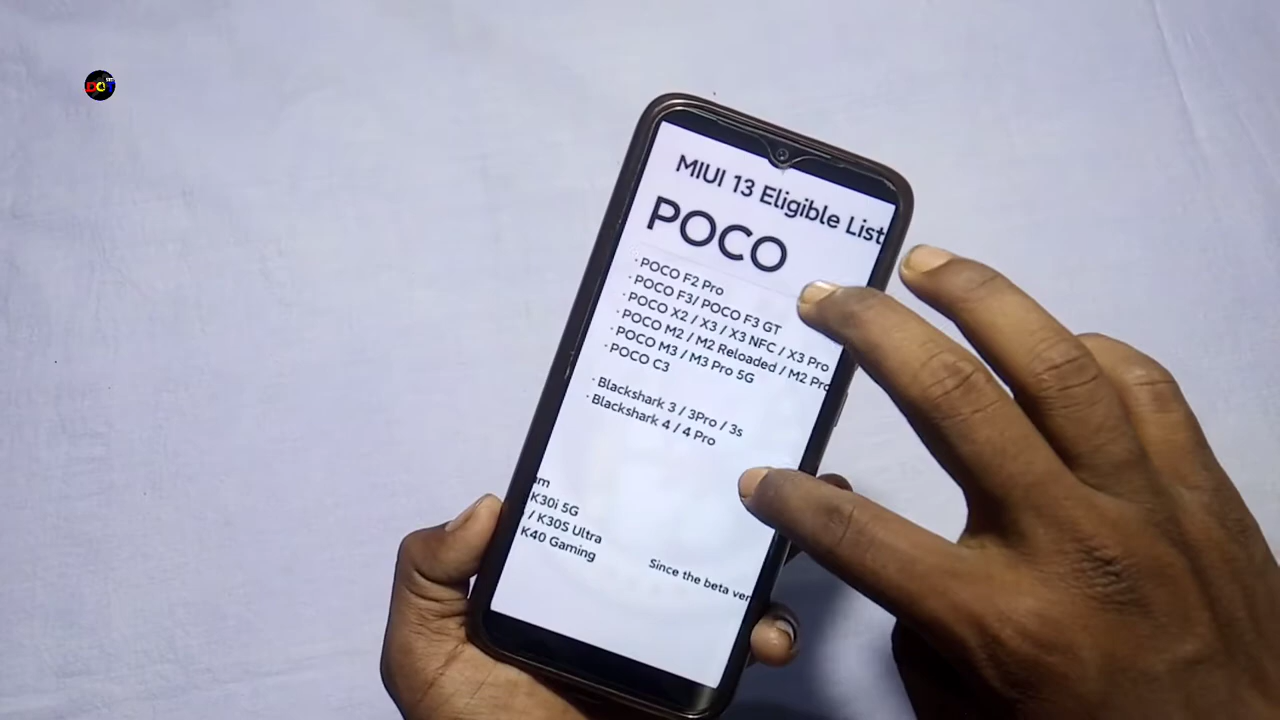 DOT
MIUI 13 Eligible List
POCO
· POCO F2 Pro
· POCO F3/ POCO F3 GT
· POCO X2 / X3 / X3 NFC / X3 Pro
· POCO M2 / M2 Reloaded / M2 Pro
· POCO M3 / M3 Pro 5G
· POCO C3
· Blackshark 3 / 3Pro / 3s
· Blackshark 4 / 4 Pro
K30i 5G
/ K30S Ultra
K40 Gaming
Since the beta ver